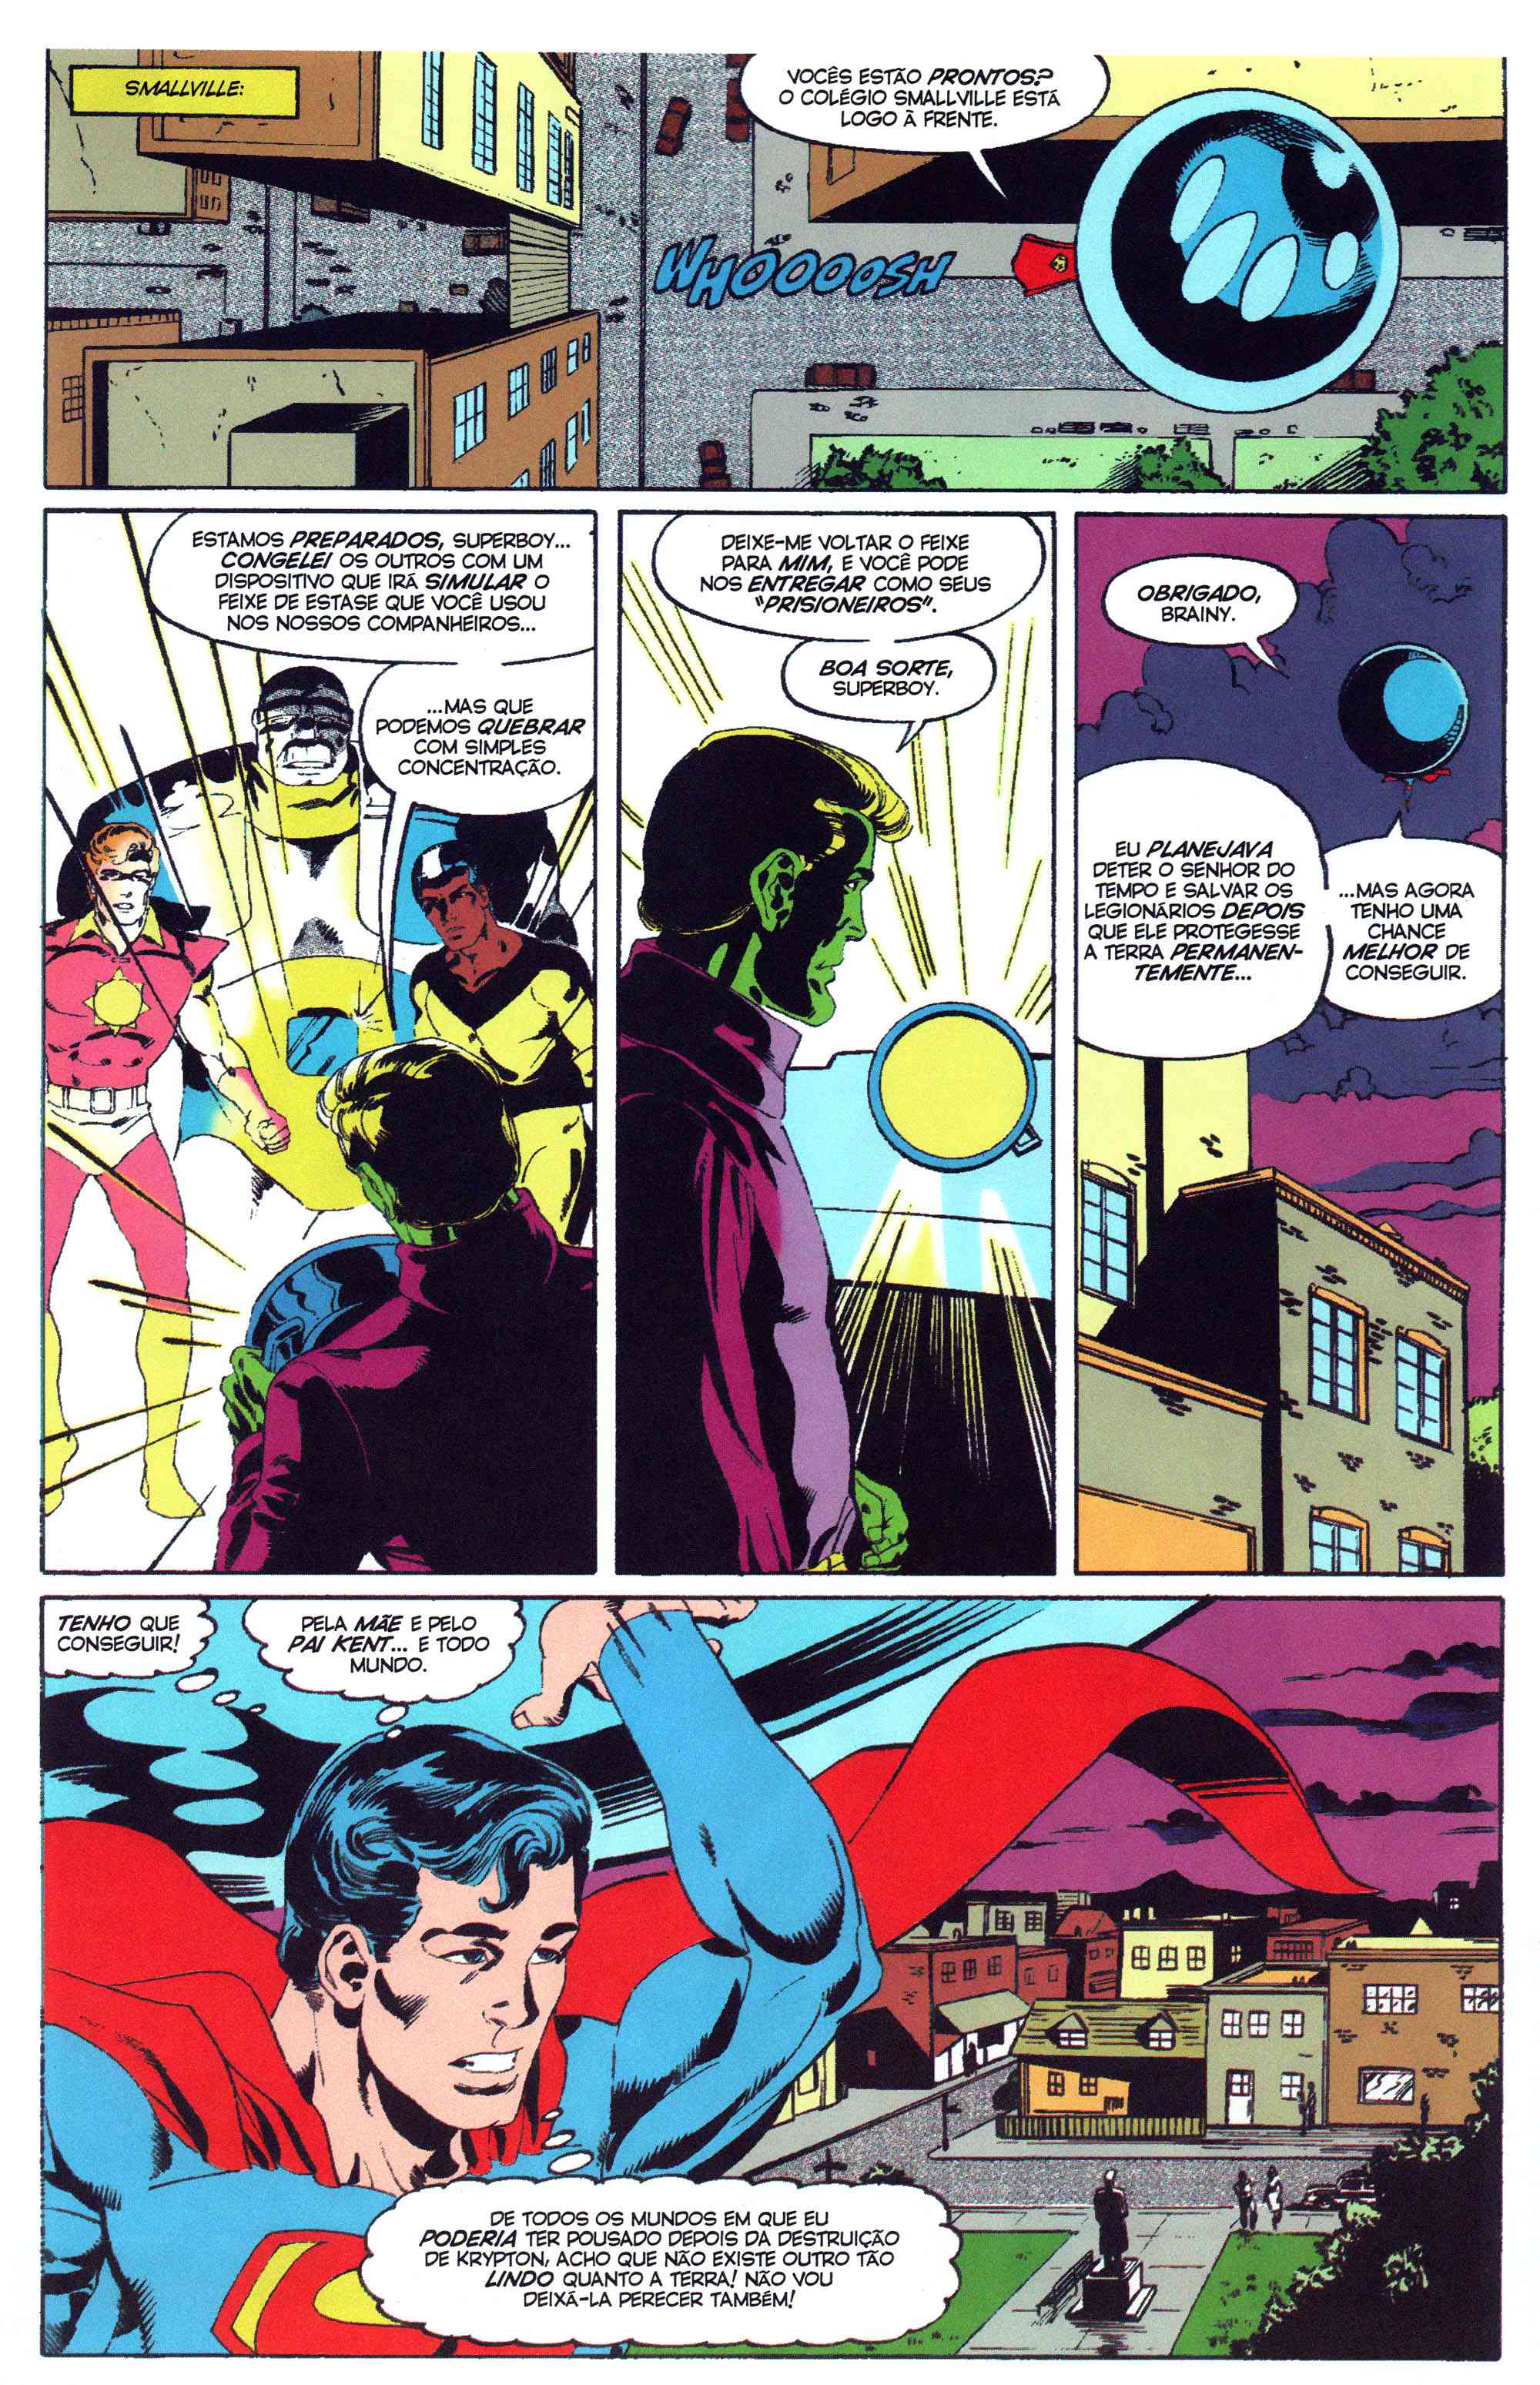 SMALLVILLE:
VOCÊS ESTÃO PRONTOS?
O COLÉGIO SMALLVILLE ESTÁ
LOGO À FRENTE.
WHOOOOSH
ESTAMOS PREPARADOS, SUPERBOY...
CONGELEI OS OUTROS COM UM
DISPOSITIVO QUE IRÁ SIMULAR O
FEIXE DE ESTASE QUE VOCÊ USOU
NOS NOSSOS COMPANHEIROS...
...MAS QUE
PODEMOS QUEBRAR
COM SIMPLES
CONCENTRAÇÃO.
DEIXE-ME VOLTAR O FEIXE
PARA MIM, E VOCÊ PODE
NOS ENTREGAR COMO SEUS
"PRISIONEIROS".
BOA SORTE,
SUPERBOY.
OBRIGADO,
BRAINY.
EU PLANEJAVA
DETER O SENHOR DO
TEMPO E SALVAR OS
LEGIONÁRIOS DEPOIS
QUE ELE PROTEGESSE
A TERRA PERMANEN-
TEMENTE...
...MAS AGORA
TENHO UMA
CHANCE
MELHOR DE
CONSEGUIR.
TENHO QUE
CONSEGUIR!
PELA MÃE E PELO
PAI KENT... E TODO
MUNDO.
DE TODOS OS MUNDOS EM QUE EU
PODERIA TER POUSADO DEPOIS DA DESTRUIÇÃO
DE KRYPTON, ACHO QUE NÃO EXISTE OUTRO TÃO
LINDO QUANTO A TERRA! NÃO VOU
DEIXÁ-LA PERECER TAMBÉM!